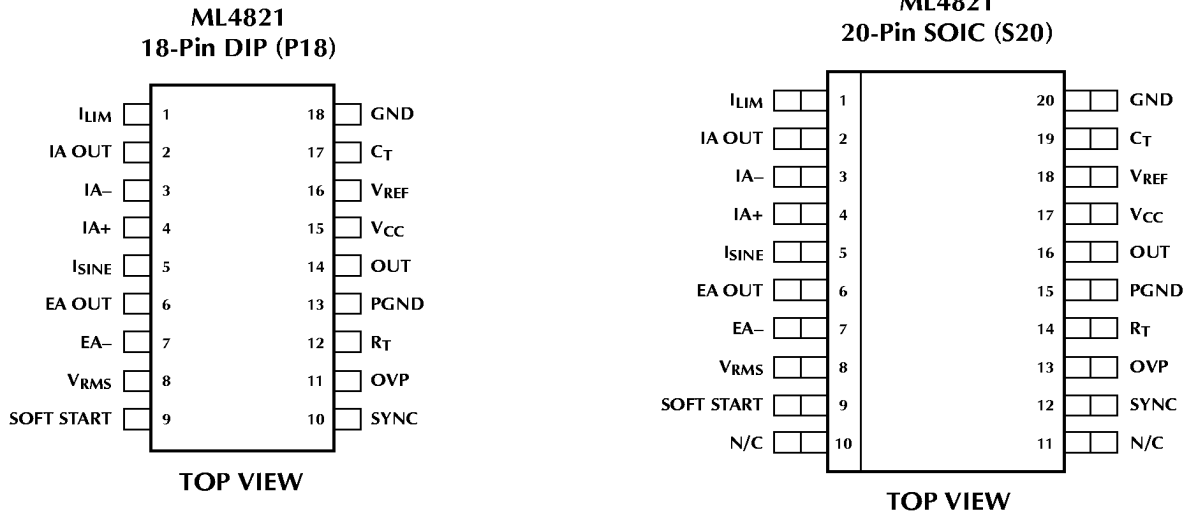 ML4821
18-Pin DIP (P18)
ILIM 1 18 GND
IA OUT 2 17 CT
IA– 3 16 VREF
IA+ 4 15 VCC
ISINE 5 14 OUT
EA OUT 6 13 PGND
EA– 7 12 RT
VRMS 8 11 OVP
SOFT START 9 10 SYNC
TOP VIEW
ML4821
20-Pin SOIC (S20)
ILIM 1 20 GND
IA OUT 2 19 CT
IA– 3 18 VREF
IA+ 4 17 VCC
ISINE 5 16 OUT
EA OUT 6 15 PGND
EA– 7 14 RT
VRMS 8 13 OVP
SOFT START 9 12 SYNC
N/C 10 11 N/C
TOP VIEW